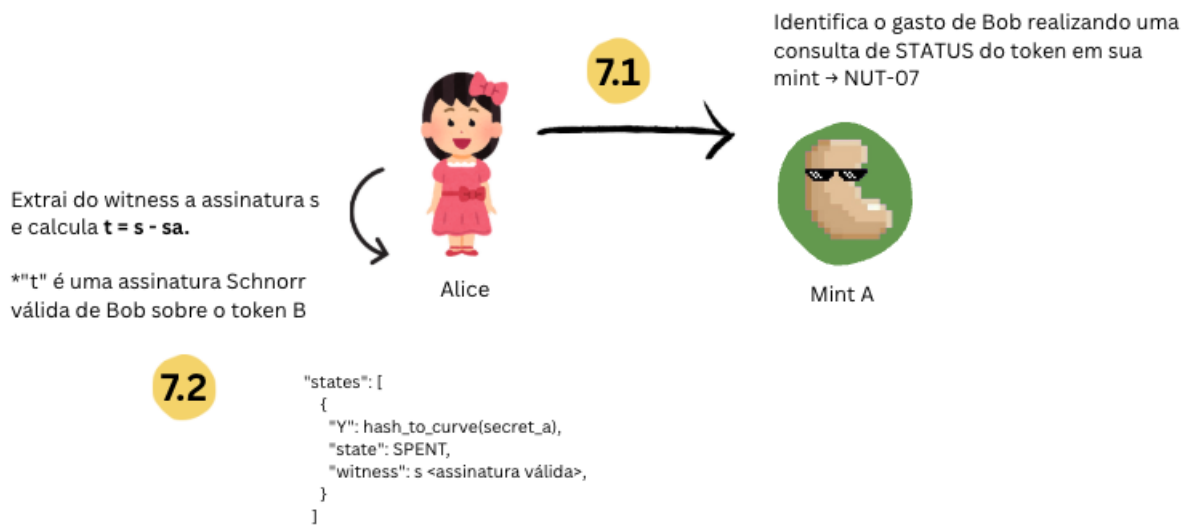 Identifica o gasto de Bob realizando uma
consulta de STATUS do token em sua
mint → NUT-07
7.1
Extrai do witness a assinatura s
e calcula t = s - sa.
*"t" é uma assinatura Schnorr
válida de Bob sobre o token B
Alice
Mint A
7.2
"states": [
{
"Y": hash_to_curve(secret_a),
"state": SPENT,
"witness": s <assinatura válida>,
}
]